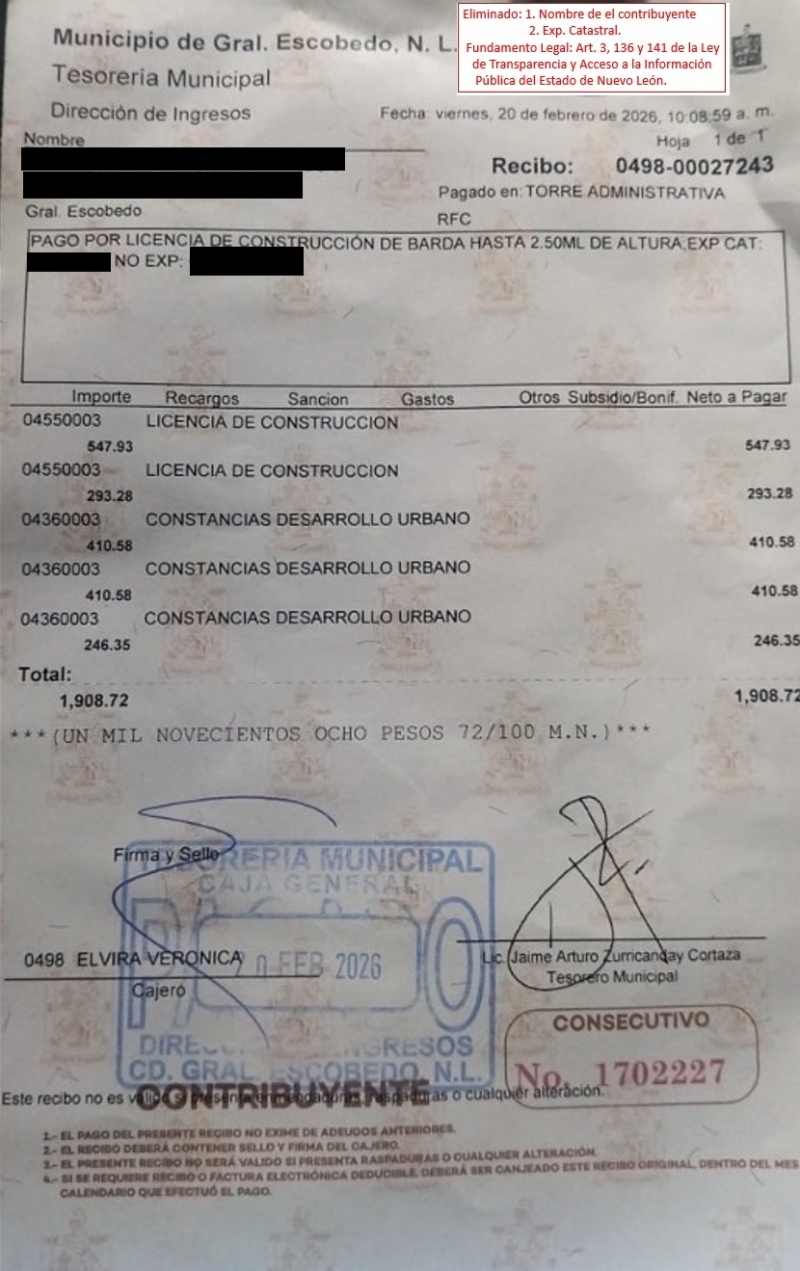 Eliminado: 1. Nombre de el contribuyente
2. Exp. Catastral.
Fundamento Legal: Art. 3, 136 y 141 de la Ley
de Transparencia y Acceso a la Información
Pública del Estado de Nuevo León.
Municipio de Gral. Escobedo, N. L.
Tesorería Municipal
Dirección de Ingresos
Fecha: viernes, 20 de febrero de 2026, 10:08:59 a. m.
Nombre
Hoja 1 de 1
Recibo: 0498-00027243
Pagado en: TORRE ADMINISTRATIVA
Gral. Escobedo
RFC
PAGO POR LICENCIA DE CONSTRUCCIÓN DE BARDA HASTA 2.50ML DE ALTURA;EXP CAT:
NO EXP:
Importe Recargos Sancion Gastos Otros Subsidio/Bonif. Neto a Pagar
04550003 LICENCIA DE CONSTRUCCION
547.93 547.93
04550003 LICENCIA DE CONSTRUCCION
293.28 293.28
04360003 CONSTANCIAS DESARROLLO URBANO
410.58 410.58
04360003 CONSTANCIAS DESARROLLO URBANO
410.58 410.58
04360003 CONSTANCIAS DESARROLLO URBANO
246.35 246.35
Total:
1,908.72 1,908.72
***(UN MIL NOVECIENTOS OCHO PESOS 72/100 M.N.)***
Firma y Sello
TESORERIA MUNICIPAL
CAJA GENERAL
0498 ELVIRA VERONICA
20 FEB 2026
Cajero
Lic. Jaime Arturo Zurricanday Cortaza
Tesorero Municipal
INGRESOS
CD. GRAL. ESCOBEDO, N.L.
CONSECUTIVO
No. 1702227
Este recibo no es o cualquier alteración.
CONTRIBUYENTE
1.- EL PAGO DEL PRESENTE RECIBO NO EXIME DE ADEUDOS ANTERIORES.
2.- EL RECIBO DEBERÁ CONTENER SELLO Y FIRMA DEL CAJERO.
3.- EL PRESENTE RECIBO NO SERÁ VALIDO SI PRESENTA RASPADURAS O CUALQUIER ALTERACIÓN.
4.- SI SE REQUIERE RECIBO O FACTURA ELECTRÓNICA DEDUCIBLE, DEBERÁ SER CANJEADO ESTE RECIBO ORIGINAL, DENTRO DEL MES
CALENDARIO QUE EFECTUÓ EL PAGO.